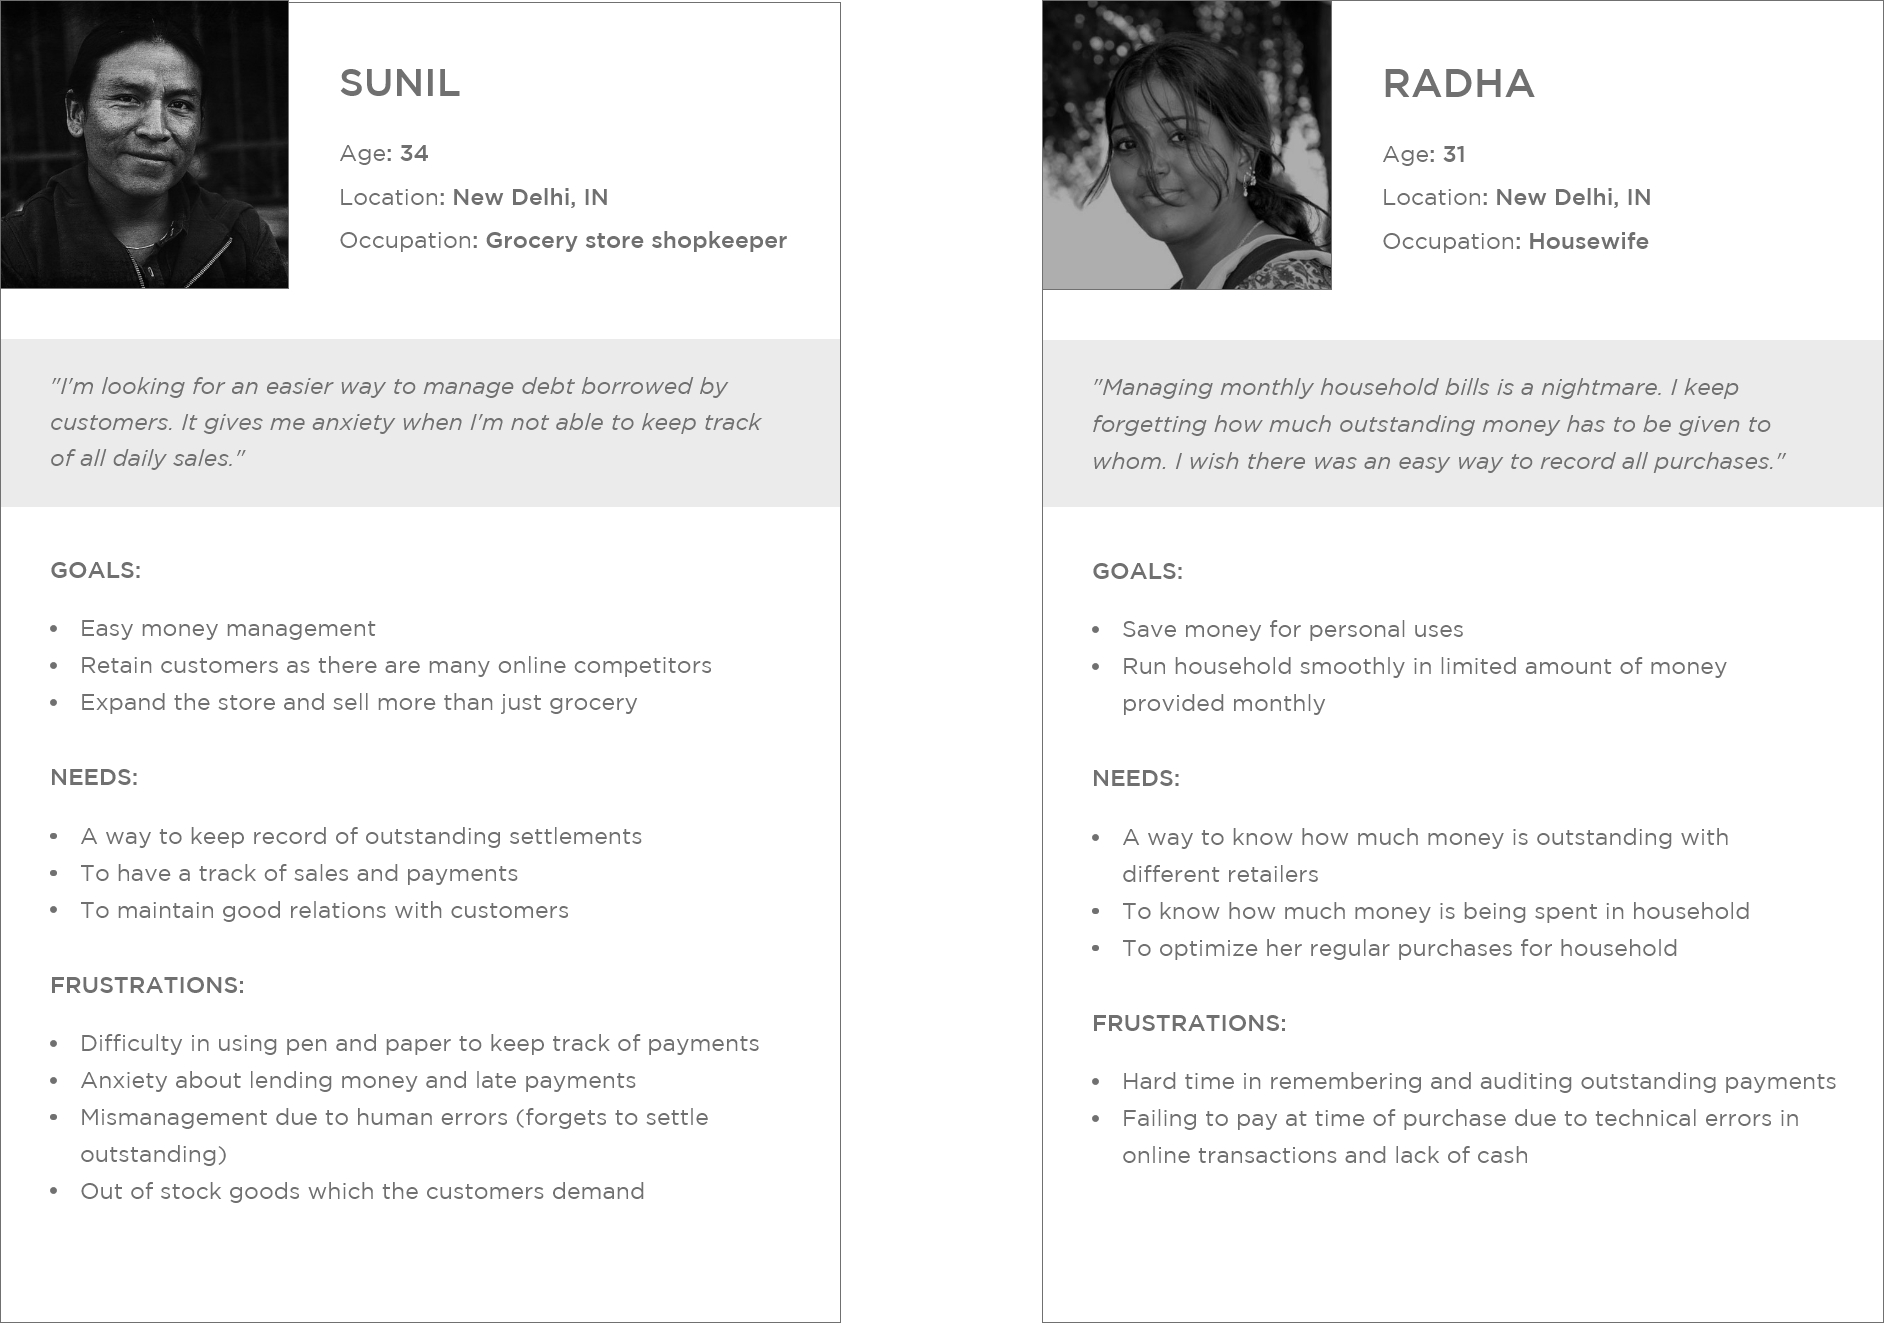 SUNIL
Age: 34
Location: New Delhi, IN
Occupation: Grocery store shopkeeper
"I'm looking for an easier way to manage debt borrowed by
customers. It gives me anxiety when I'm not able to keep track
of all daily sales."
GOALS:
• Easy money management
• Retain customers as there are many online competitors
• Expand the store and sell more than just grocery
NEEDS:
• A way to keep record of outstanding settlements
• To have a track of sales and payments
• To maintain good relations with customers
FRUSTRATIONS:
• Difficulty in using pen and paper to keep track of payments
• Anxiety about lending money and late payments
• Mismanagement due to human errors (forgets to settle
outstanding)
• Out of stock goods which the customers demand
RADHA
Age: 31
Location: New Delhi, IN
Occupation: Housewife
"Managing monthly household bills is a nightmare. I keep
forgetting how much outstanding money has to be given to
whom. I wish there was an easy way to record all purchases."
GOALS:
• Save money for personal uses
• Run household smoothly in limited amount of money
provided monthly
NEEDS:
• A way to know how much money is outstanding with
different retailers
• To know how much money is being spent in household
• To optimize her regular purchases for household
FRUSTRATIONS:
• Hard time in remembering and auditing outstanding payments
• Failing to pay at time of purchase due to technical errors in
online transactions and lack of cash